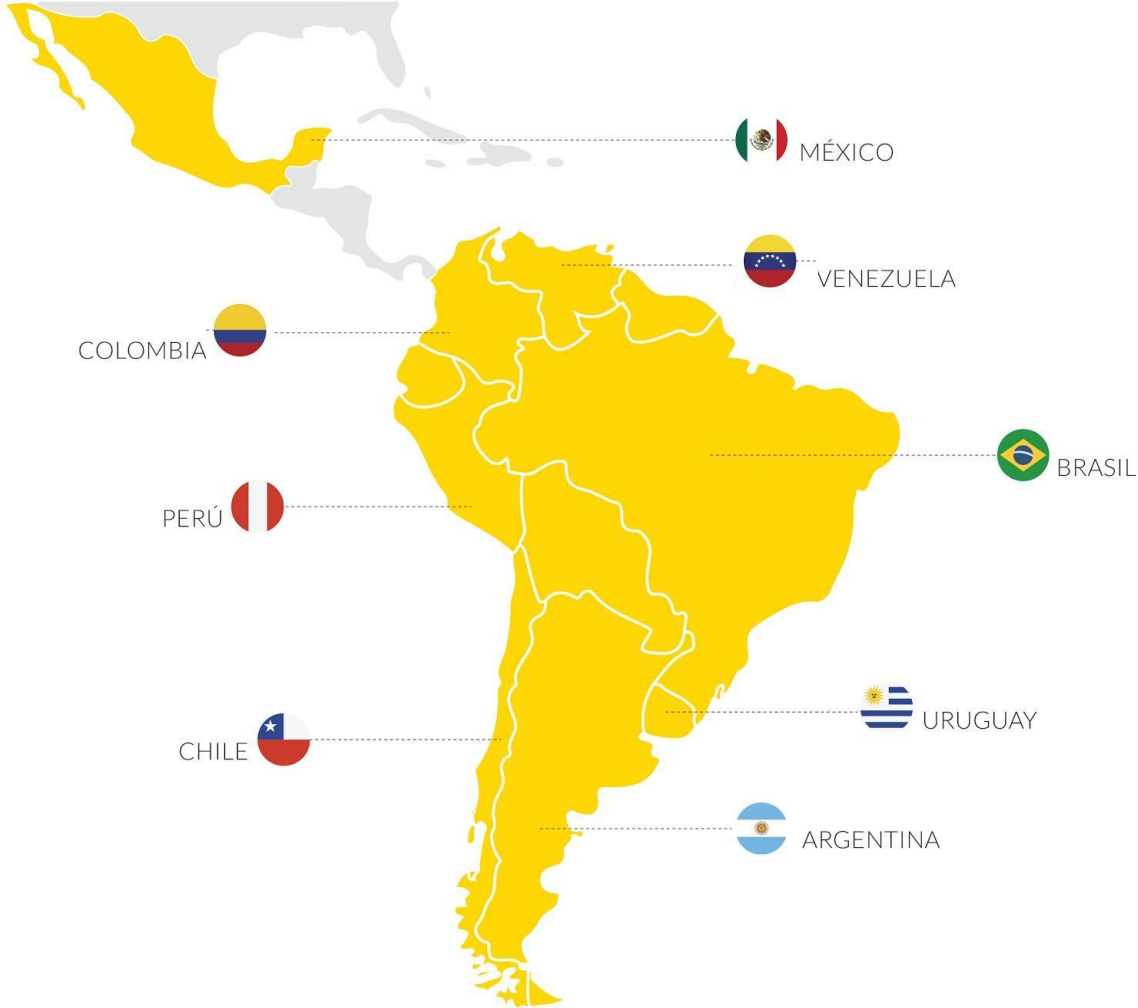 MÉXICO
VENEZUELA
COLOMBIA
BRASIL
PERÚ
URUGUAY
CHILE
ARGENTINA